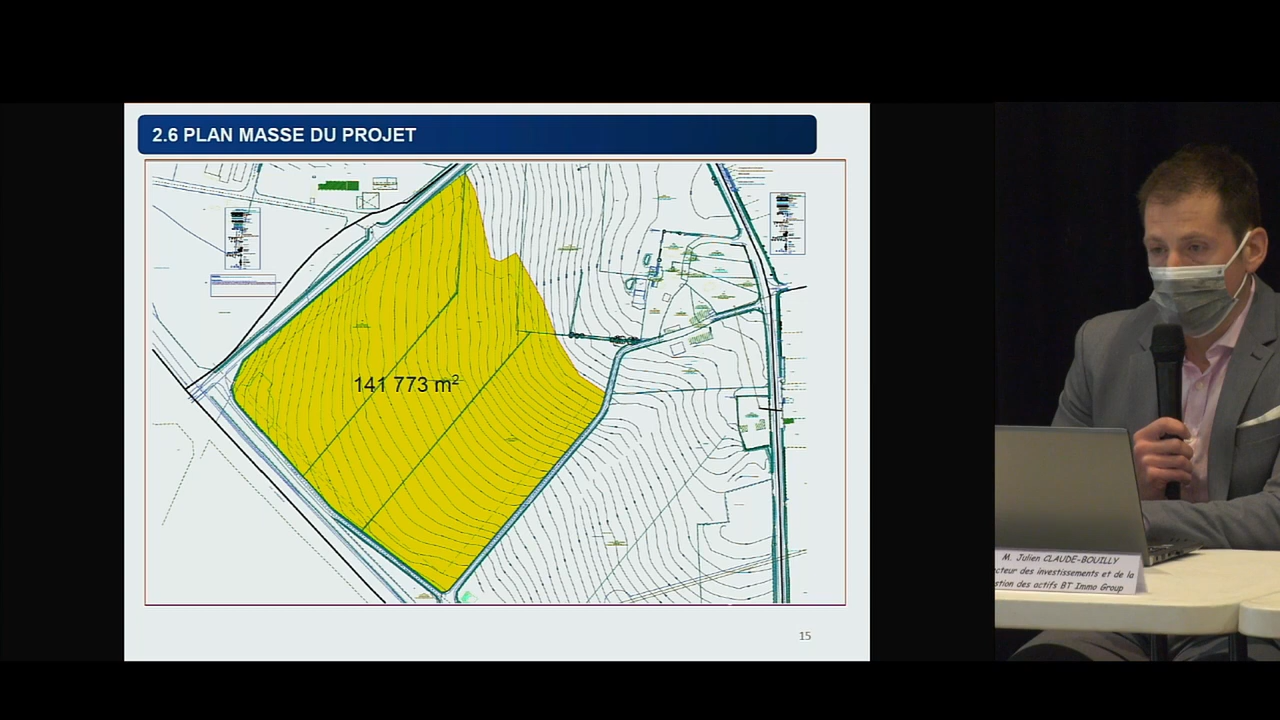 2.6 PLAN MASSE DU PROJET
141 773 m²
15
M. Julien CLAUDE-BOUILLY
cteur des investissements et de la
stion des actifs BT Immo Group